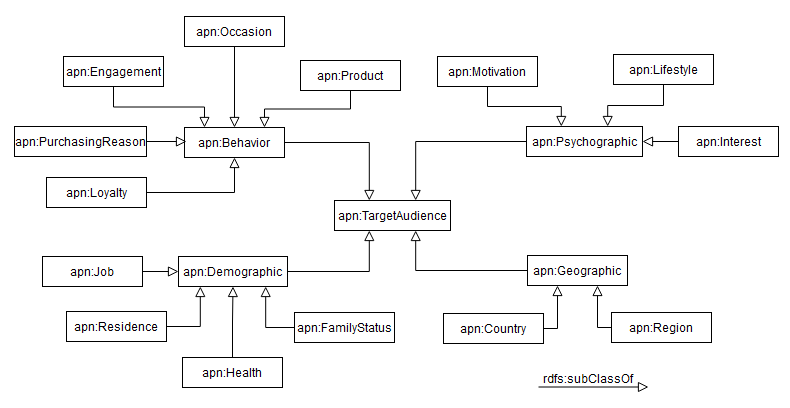 apn:Occasion
apn:Engagement
apn:Product
apn:Motivation
apn:Lifestyle
apn:PurchasingReason
apn:Behavior
apn:Psychographic
apn:Interest
apn:Loyalty
apn:TargetAudience
apn:Job
apn:Demographic
apn:Geographic
apn:Residence
apn:FamilyStatus
apn:Country
apn:Region
apn:Health
rdfs:subClassOf